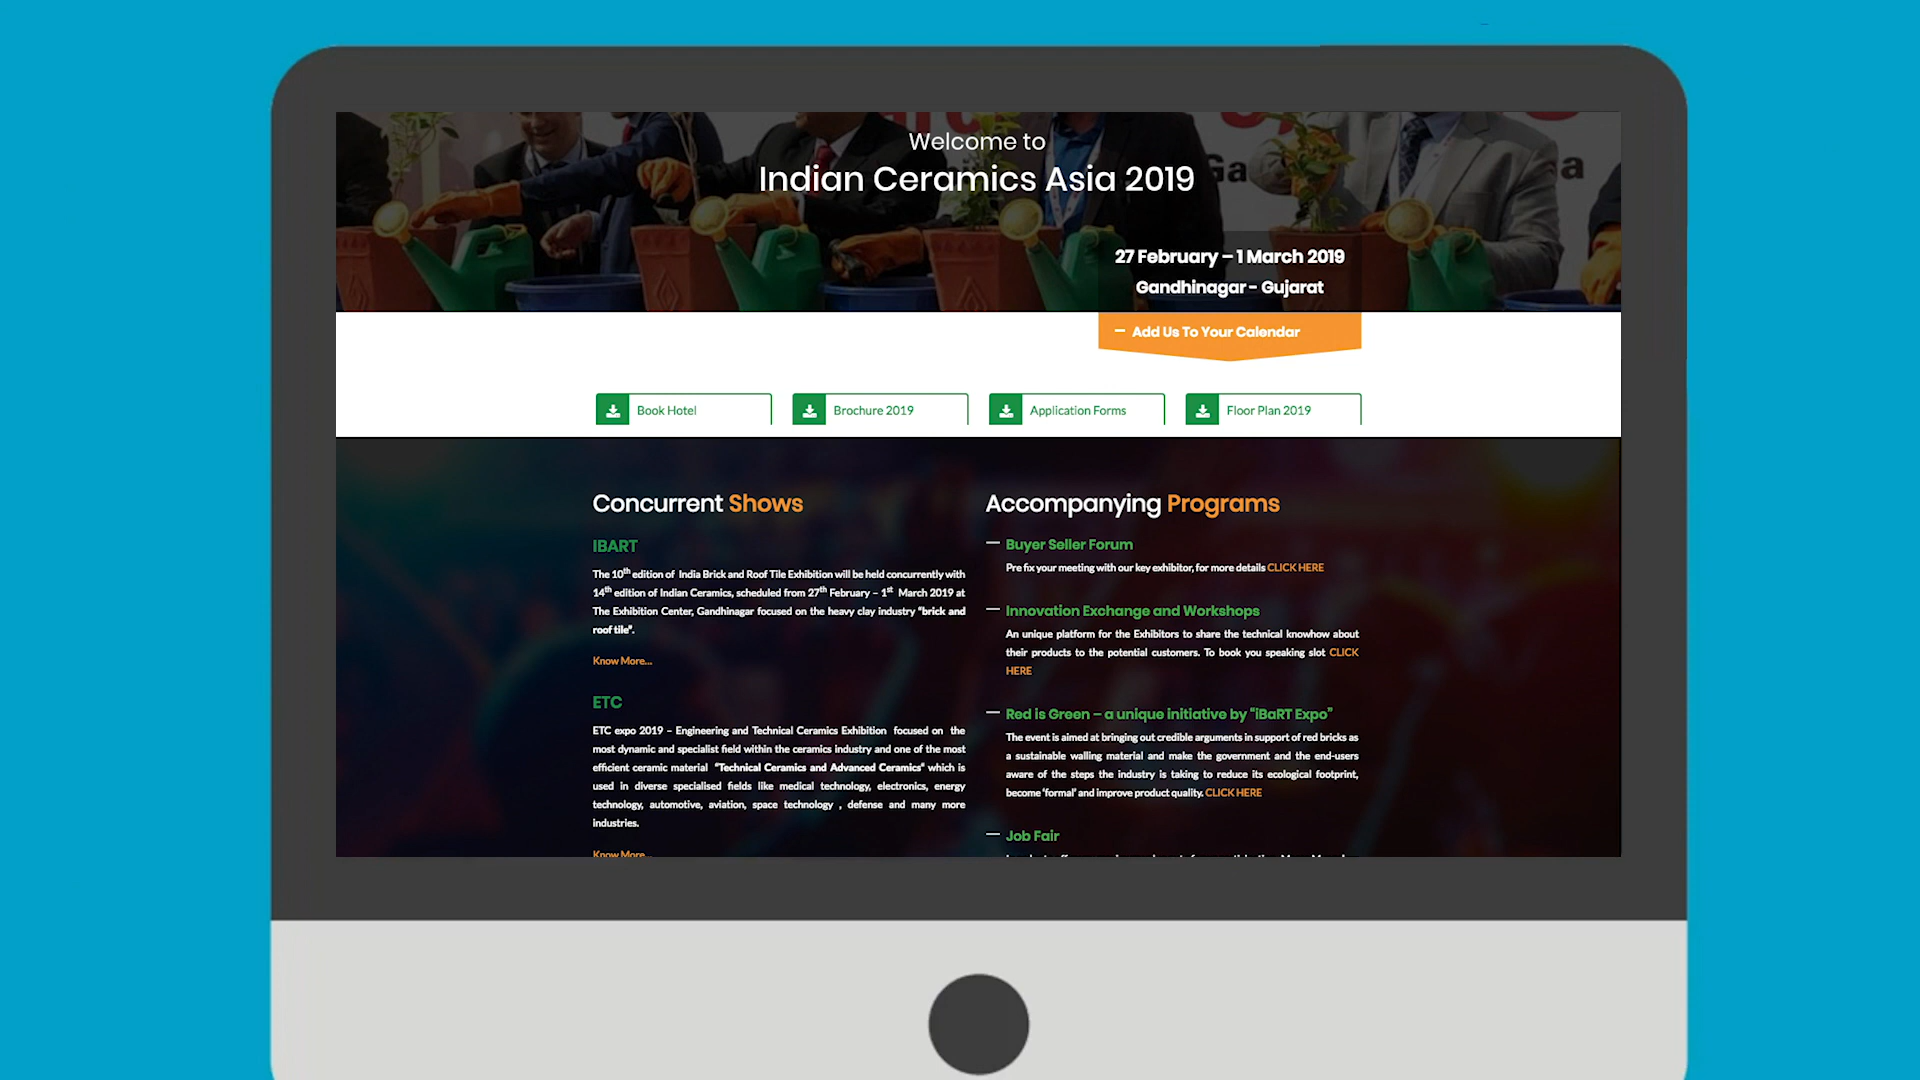 Welcome to
Indian Ceramics Asia 2019
Ga
a
27 February – 1 March 2019
Gandhinagar - Gujarat
Add Us To Your Calendar
Book Hotel
Brochure 2019
Application Forms
Floor Plan 2019
Concurrent Shows
IBART
The 10th edition of India Brick and Roof Tile Exhibition will be held concurrently with
14th edition of Indian Ceramics, scheduled from 27th February – 1st March 2019 at
The Exhibition Center, Gandhinagar focused on the heavy clay industry “brick and
roof tile”.
Know More...
ETC
ETC expo 2019 – Engineering and Technical Ceramics Exhibition focused on the
most dynamic and specialist field within the ceramics industry and one of the most
efficient ceramic material “Technical Ceramics and Advanced Ceramics“ which is
used in diverse specialised fields like medical technology, electronics, energy
technology, automotive, aviation, space technology , defense and many more
industries.
Know More...
Accompanying Programs
Buyer Seller Forum
Pre fix your meeting with our key exhibitor, for more details CLICK HERE
Innovation Exchange and Workshops
An unique platform for the Exhibitors to share the technical knowhow about
their products to the potential customers. To book you speaking slot CLICK
HERE
Red is Green – a unique initiative by “iBaRT Expo”
The event is aimed at bringing out credible arguments in support of red bricks as
a sustainable walling material and make the government and the end-users
aware of the steps the industry is taking to reduce its ecological footprint,
become ‘formal’ and improve product quality. CLICK HERE
Job Fair